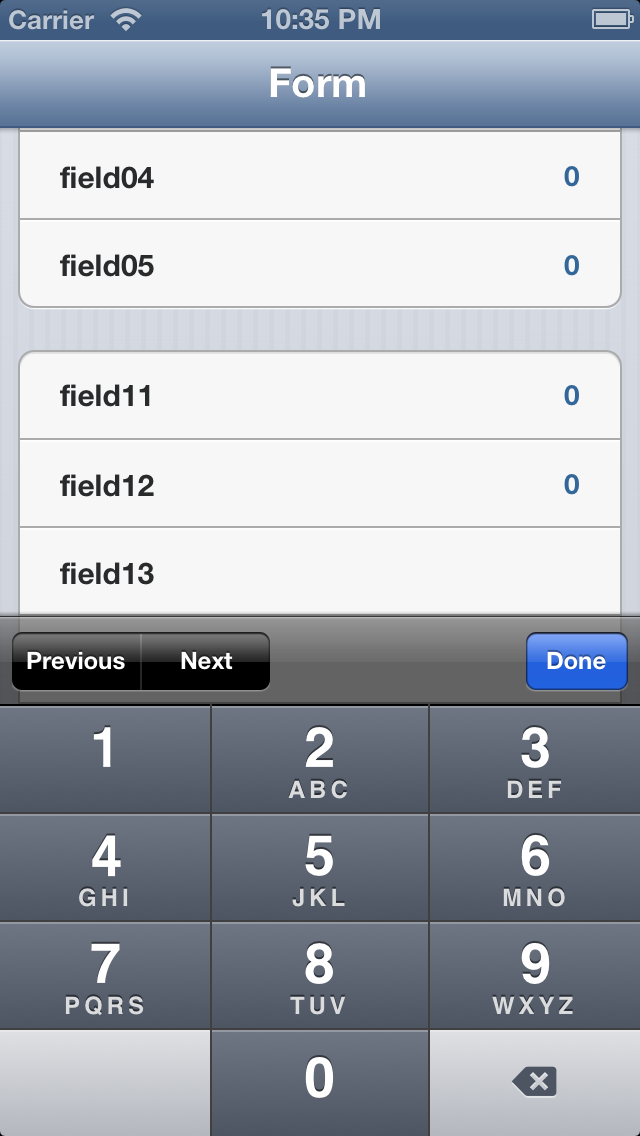 Carrier 10:35 PM
Form
field04 0
field05 0
field11 0
field12 0
field13
Previous Next Done
1 2 3
ABC DEF
4 5 6
GHI JKL MNO
7 8 9
PQRS TUV WXYZ
0